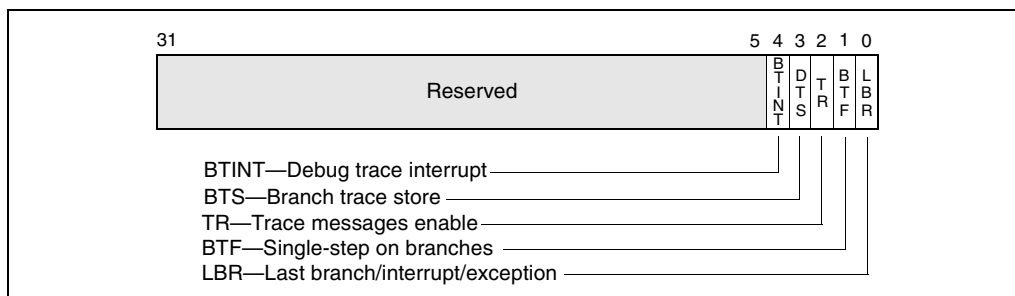 31 5 4 3 2 1 0
Reserved BTINT DTS TR BTF LBR
BTINT—Debug trace interrupt
BTS—Branch trace store
TR—Trace messages enable
BTF—Single-step on branches
LBR—Last branch/interrupt/exception